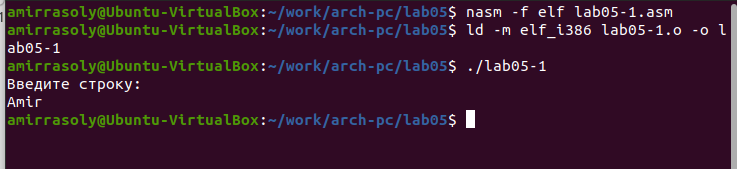 amirrasoly@Ubuntu-VirtualBox:~/work/arch-pc/lab05$ nasm -f elf lab05-1.asm
amirrasoly@Ubuntu-VirtualBox:~/work/arch-pc/lab05$ ld -m elf_i386 lab05-1.o -o l
ab05-1
amirrasoly@Ubuntu-VirtualBox:~/work/arch-pc/lab05$ ./lab05-1
Введите строку:
Amir
amirrasoly@Ubuntu-VirtualBox:~/work/arch-pc/lab05$